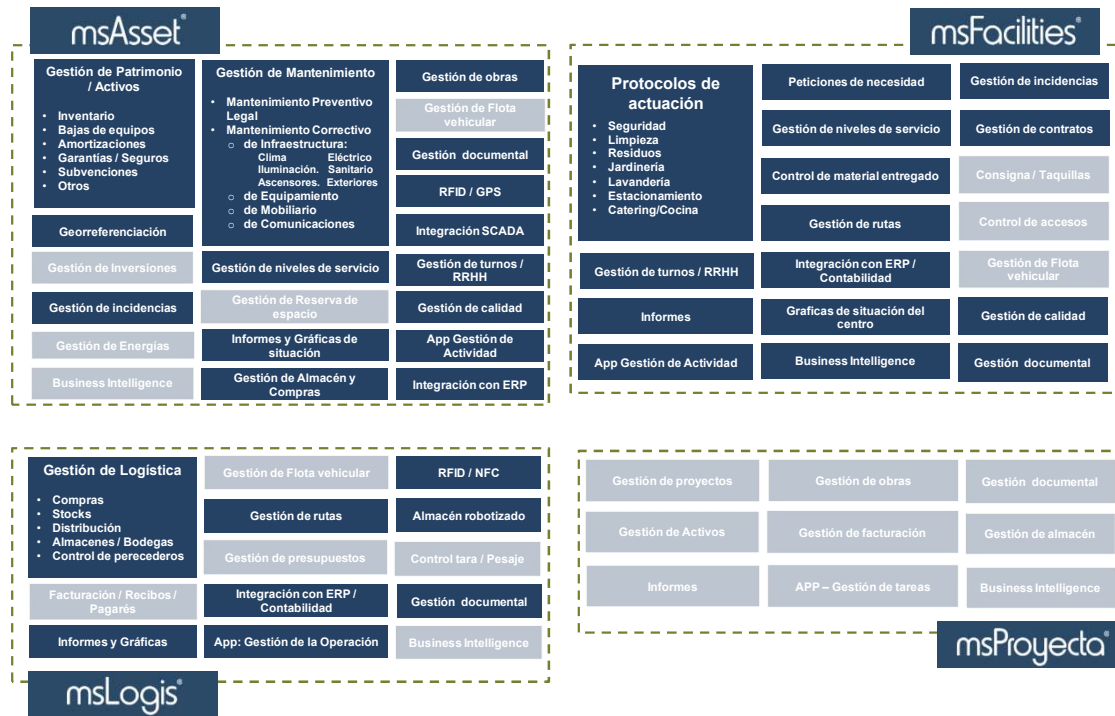 msAsset®
Gestión de Patrimonio
/ Activos
• Inventario
• Bajas de equipos
• Amortizaciones
• Garantías / Seguros
• Subvenciones
• Otros
Georreferenciación
Gestión de Inversiones
Gestión de incidencias
Gestión de Energías
Business Intelligence
Gestión de Mantenimiento
• Mantenimiento Preventivo
Legal
• Mantenimiento Correctivo
o de Infraestructura:
Clima Eléctrico
Iluminación. Sanitario
Ascensores. Exteriores
o de Equipamiento
o de Mobiliario
o de Comunicaciones
Gestión de niveles de servicio
Gestión de Reserva de
espacio
Informes y Gráficas de
situación
Gestión de Almacén y
Compras
Gestión de obras
Gestión de Flota
vehicular
Gestión documental
RFID / GPS
Integración SCADA
Gestión de turnos /
RRHH
Gestión de calidad
App Gestión de
Actividad
Integración con ERP
msFacilities®
Protocolos de
actuación
• Seguridad
• Limpieza
• Residuos
• Jardinería
• Lavandería
• Estacionamiento
• Catering/Cocina
Gestión de turnos / RRHH
Informes
App Gestión de Actividad
Peticiones de necesidad
Gestión de niveles de servicio
Control de material entregado
Gestión de rutas
Integración con ERP /
Contabilidad
Graficas de situación del
centro
Business Intelligence
Gestión de incidencias
Gestión de contratos
Consigna / Taquillas
Control de accesos
Gestión de Flota
vehicular
Gestión de calidad
Gestión documental
Gestión de Logística
• Compras
• Stocks
• Distribución
• Almacenes / Bodegas
• Control de perecederos
Facturación / Recibos /
Pagarés
Informes y Gráficas
Gestión de Flota vehicular
Gestión de rutas
Gestión de presupuestos
Integración con ERP /
Contabilidad
App: Gestión de la Operación
RFID / NFC
Almacén robotizado
Control tara / Pesaje
Gestión documental
Business Intelligence
msLogis®
Gestión de proyectos
Gestión de obras
Gestión documental
Gestión de Activos
Gestión de facturación
Gestión de almacén
Informes
APP – Gestión de tareas
Business Intelligence
msProyecta®